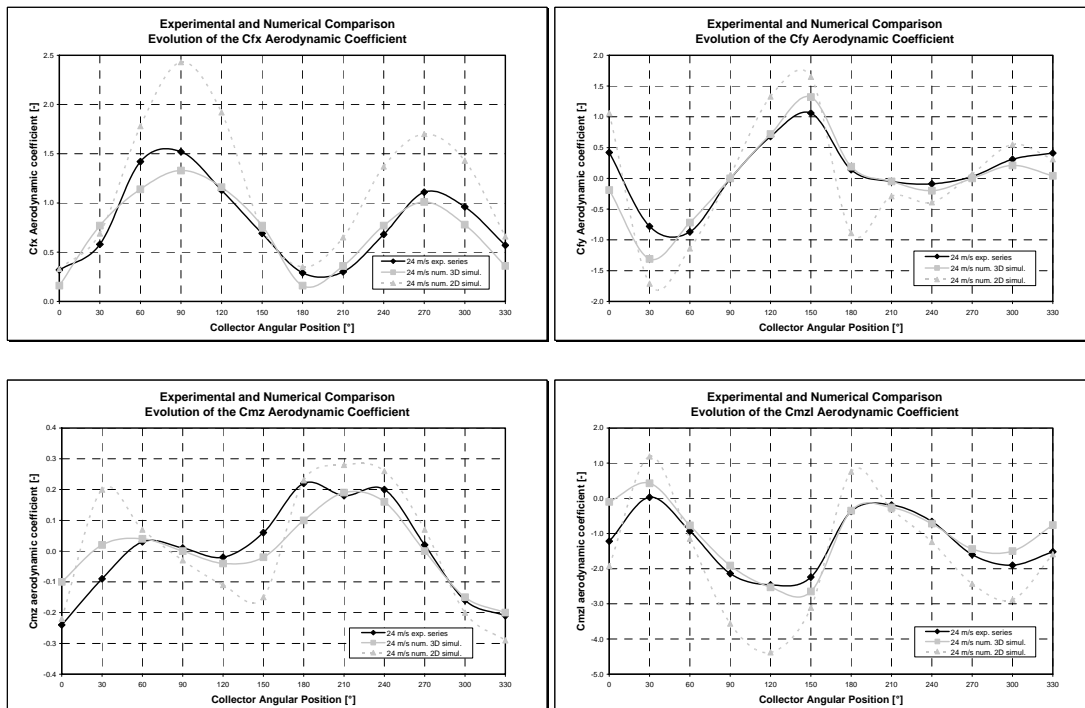 Experimental and Numerical Comparison
Evolution of the Cfx Aerodynamic Coefficient
2.5
2.0
1.5
1.0
0.5
0.0
Cfx Aerodynamic coefficient [-]
24 m/s exp. series
24 m/s num. 3D simul.
24 m/s num. 2D simul.
0 30 60 90 120 150 180 210 240 270 300 330
Collector Angular Position [°]
Experimental and Numerical Comparison
Evolution of the Cfy Aerodynamic Coefficient
2.0
1.5
1.0
0.5
0.0
-0.5
-1.0
-1.5
-2.0
Cfy Aerodynamic coefficient [-]
24 m/s exp. series
24 m/s num. 3D simul.
24 m/s num. 2D simul.
0 30 60 90 120 150 180 210 240 270 300 330
Collector Angular Position [°]
Experimental and Numerical Comparison
Evolution of the Cmz Aerodynamic Coefficient
0.4
0.3
0.2
0.1
0.0
-0.1
-0.2
-0.3
-0.4
Cmz aerodynamic coefficient [-]
24 m/s exp. series
24 m/s num. 3D simul.
24 m/s num. 2D simul.
0 30 60 90 120 150 180 210 240 270 300 330
Collector Angular Position [°]
Experimental and Numerical Comparison
Evolution of the Cmzl Aerodynamic Coefficient
2.0
1.0
0.0
-1.0
-2.0
-3.0
-4.0
-5.0
Cmzl aerodynamic coefficient [-]
24 m/s exp. series
24 m/s num. 3D simul.
24 m/s num. 2D simul.
0 30 60 90 120 150 180 210 240 270 300 330
Collector Angular Position [°]